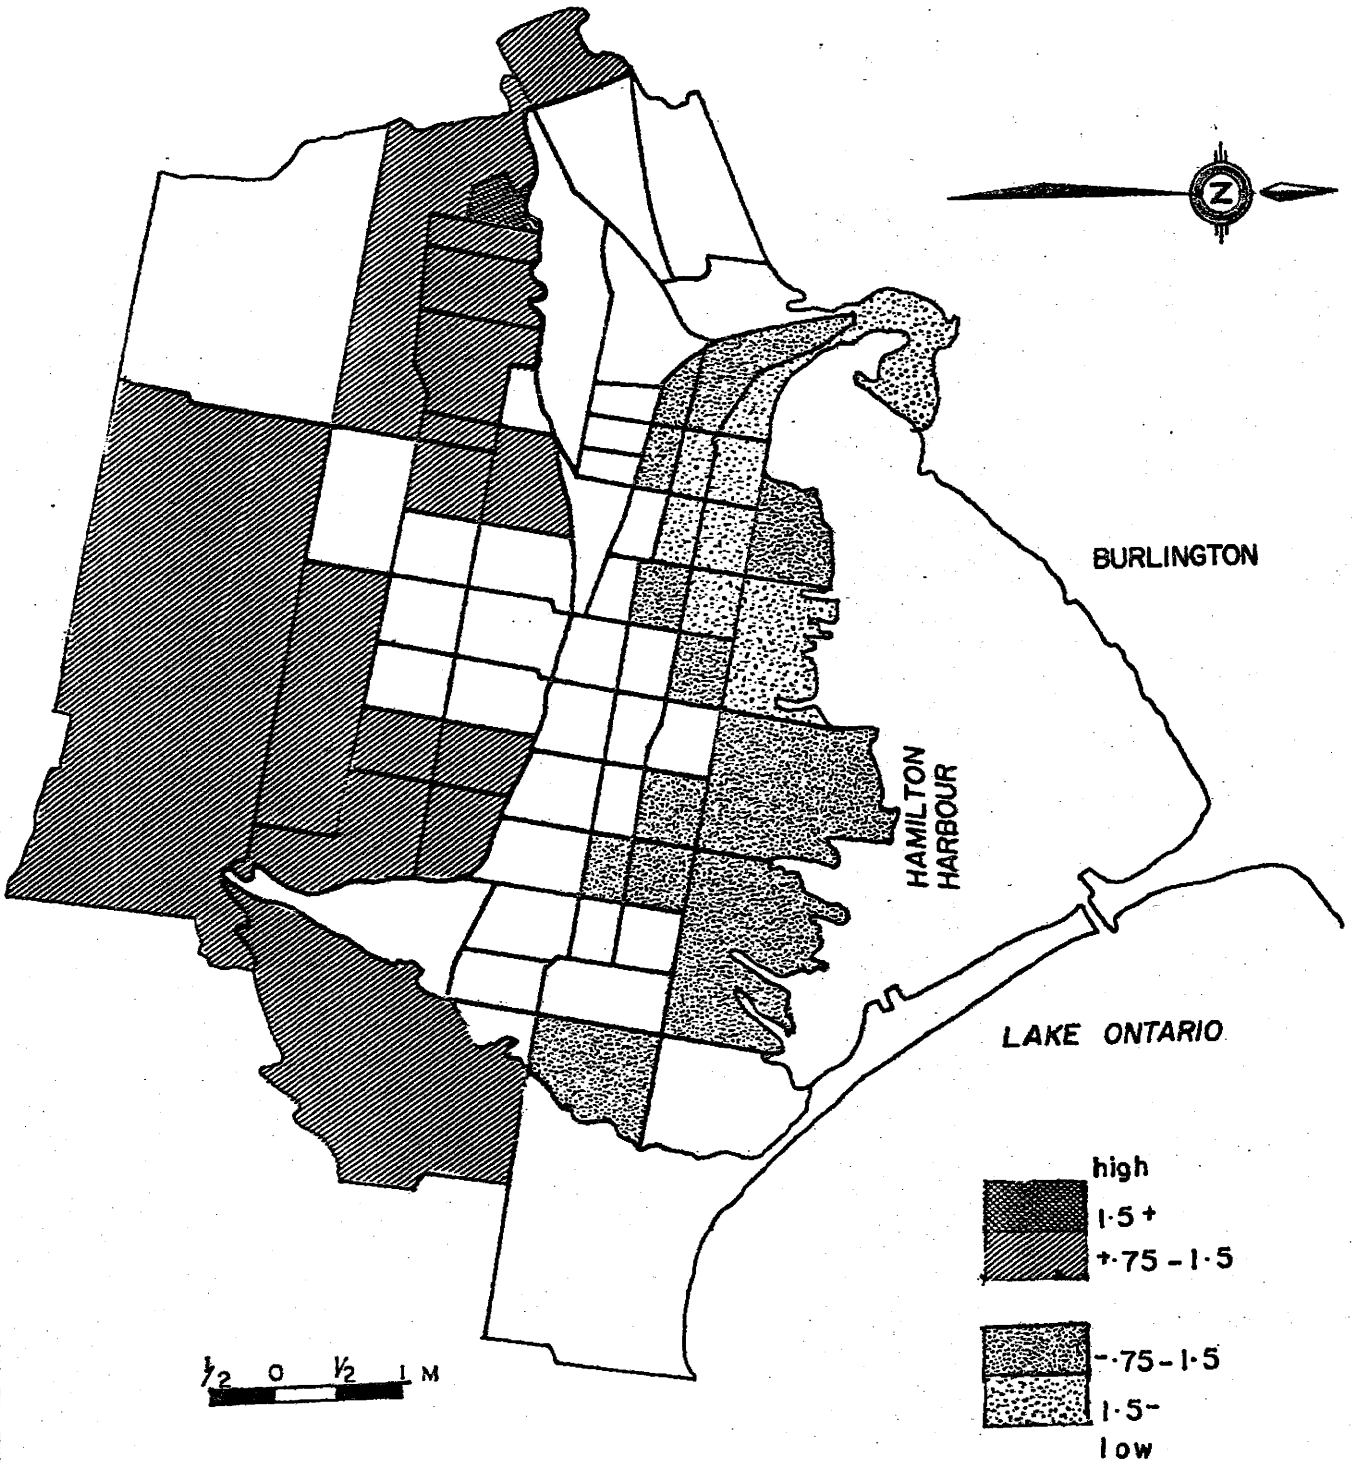 N
BURLINGTON
HAMILTON
HARBOUR
LAKE ONTARIO
high
1·5+
+·75-1·5
-·75-1·5
1·5-
low
½ 0 ½ 1 M